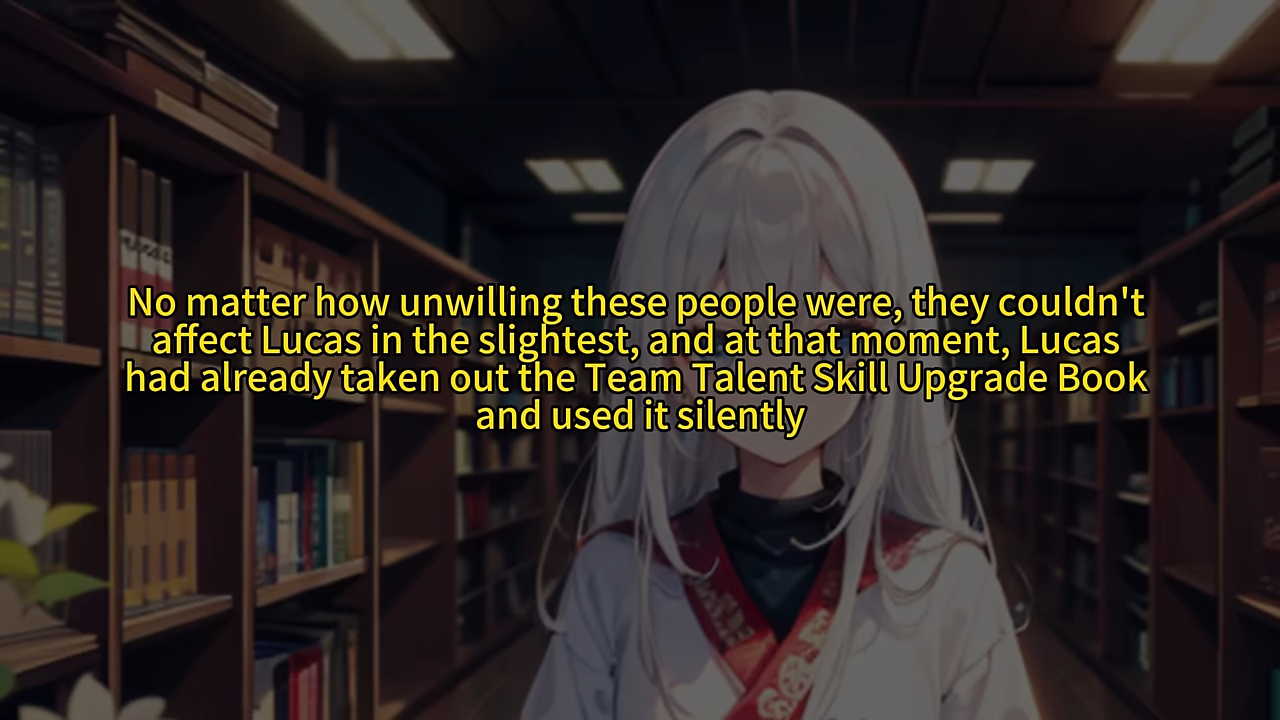 No matter how unwilling these people were, they couldn't
affect Lucas in the slightest, and at that moment, Lucas
had already taken out the Team Talent Skill Upgrade Book
and used it silently